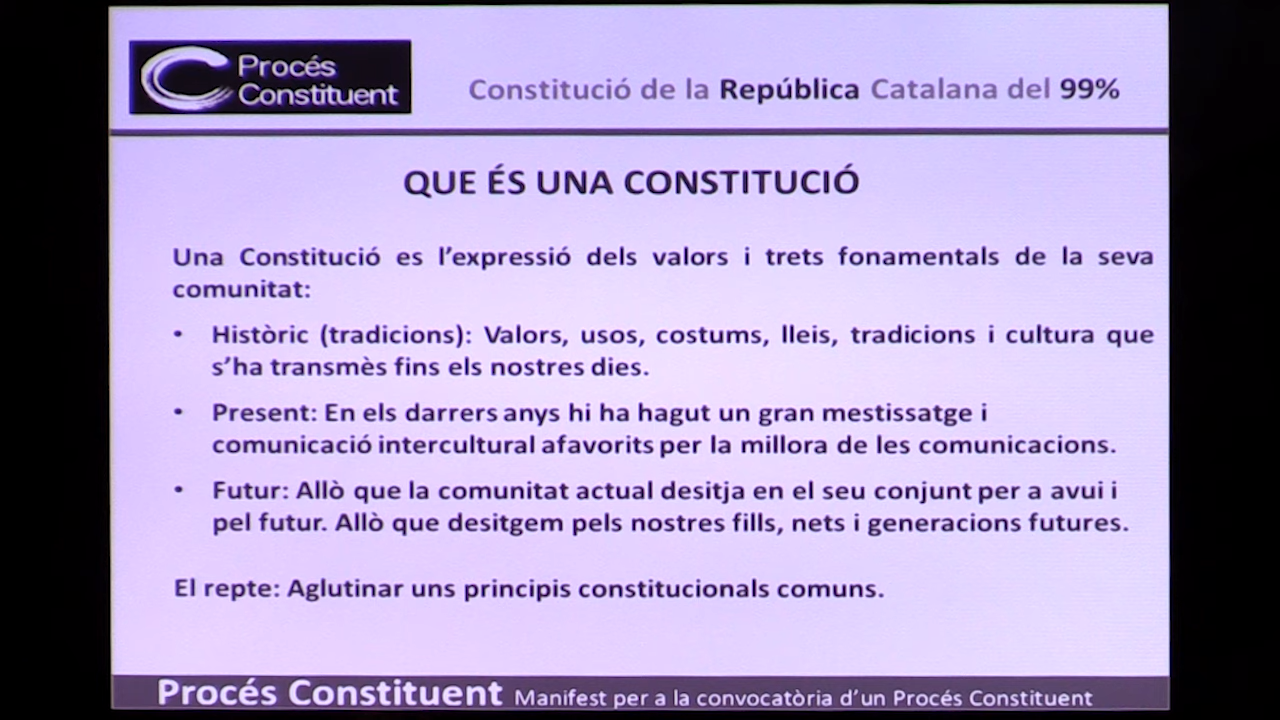 Procés
Constituent
Constitució de la República Catalana del 99%
QUE ÉS UNA CONSTITUCIÓ
Una Constitució es l'expressió dels valors i trets fonamentals de la seva
comunitat:
• Històric (tradicions): Valors, usos, costums, lleis, tradicions i cultura que
s'ha transmès fins els nostres dies.
• Present: En els darrers anys hi ha hagut un gran mestissatge i
comunicació intercultural afavorits per la millora de les comunicacions.
• Futur: Allò que la comunitat actual desitja en el seu conjunt per a avui i
pel futur. Allò que desitgem pels nostres fills, nets i generacions futures.
El repte: Aglutinar uns principis constitucionals comuns.
Procés Constituent Manifest per a la convocatòria d'un Procés Constituent